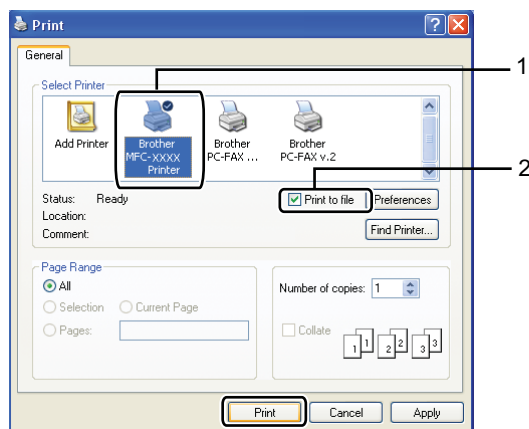 Print
General
1
Select Printer
Add Printer
Brother MFC-XXXX Printer
Brother PC-FAX ...
Brother PC-FAX v.2
2
Status: Ready
Print to file
Preferences
Location:
Comment:
Find Printer...
Page Range
All
Number of copies: 1
Selection
Current Page
Pages:
Collate
1 1 2 2 3 3
Print
Cancel
Apply